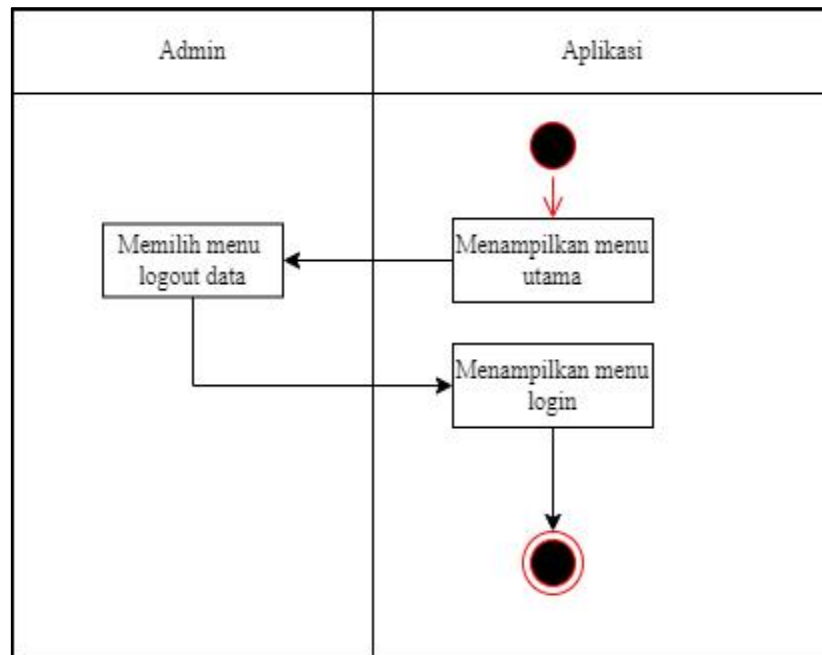 Admin
Aplikasi
Memilih menu
logout data
Menampilkan menu
utama
Menampilkan menu
login